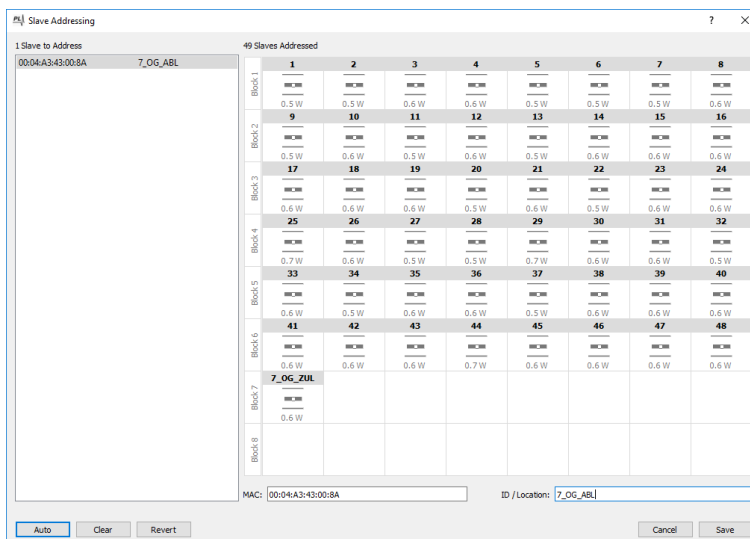 PL Slave Addressing ? X
1 Slave to Address 49 Slaves Addressed
00:04:A3:43:00:8A 7_OG_ABL
Block 1
1 2 3 4 5 6 7 8
0.5 W 0.5 W 0.6 W 0.6 W 0.5 W 0.5 W 0.5 W 0.6 W
Block 2
9 10 11 12 13 14 15 16
0.5 W 0.6 W 0.5 W 0.6 W 0.5 W 0.6 W 0.6 W 0.5 W
Block 3
17 18 19 20 21 22 23 24
0.6 W 0.6 W 0.6 W 0.5 W 0.6 W 0.5 W 0.6 W 0.6 W
Block 4
25 26 27 28 29 30 31 32
0.7 W 0.6 W 0.5 W 0.5 W 0.7 W 0.6 W 0.6 W 0.5 W
Block 5
33 34 35 36 37 38 39 40
0.6 W 0.5 W 0.6 W 0.5 W 0.5 W 0.6 W 0.6 W 0.6 W
Block 6
41 42 43 44 45 46 47 48
0.6 W 0.6 W 0.6 W 0.7 W 0.6 W 0.6 W 0.6 W 0.6 W
Block 7
7_OG_ZUL
0.6 W
Block 8
MAC: 00:04:A3:43:00:8A ID / Location: 7_OG_ABL
Auto Clear Revert Cancel Save